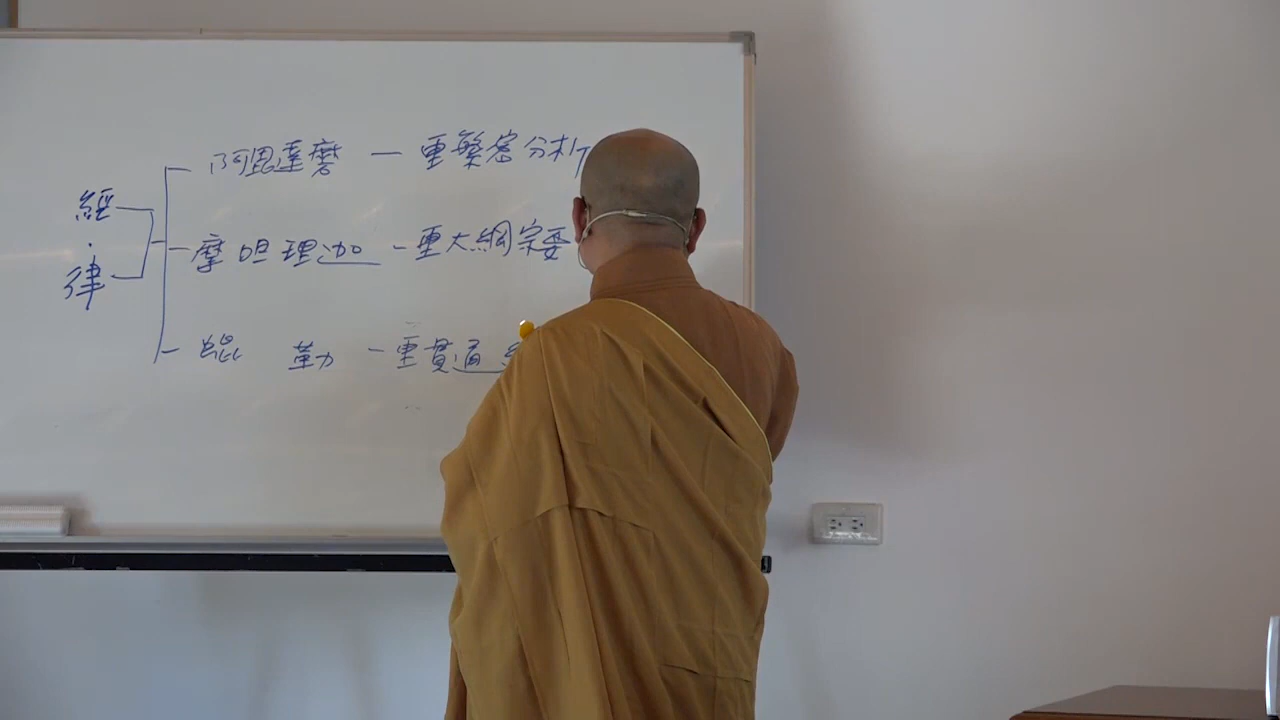 經．律
阿毘達磨 — 重繁密分析
摩呾理迦 — 重大綱宗要
蜫勒 — 重貫通